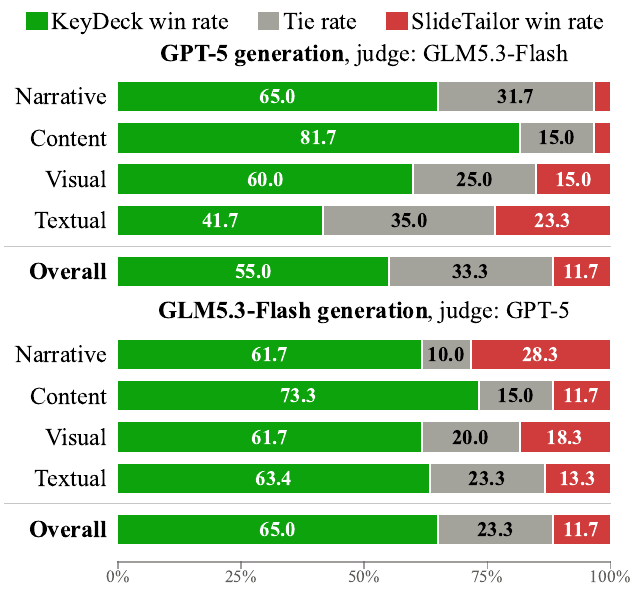 KeyDeck win rate Tie rate SlideTailor win rate
GPT-5 generation, judge: GLM5.3-Flash
Narrative 65.0 31.7
Content 81.7 15.0
Visual 60.0 25.0 15.0
Textual 41.7 35.0 23.3
Overall 55.0 33.3 11.7
GLM5.3-Flash generation, judge: GPT-5
Narrative 61.7 10.0 28.3
Content 73.3 15.0 11.7
Visual 61.7 20.0 18.3
Textual 63.4 23.3 13.3
Overall 65.0 23.3 11.7
0% 25% 50% 75% 100%